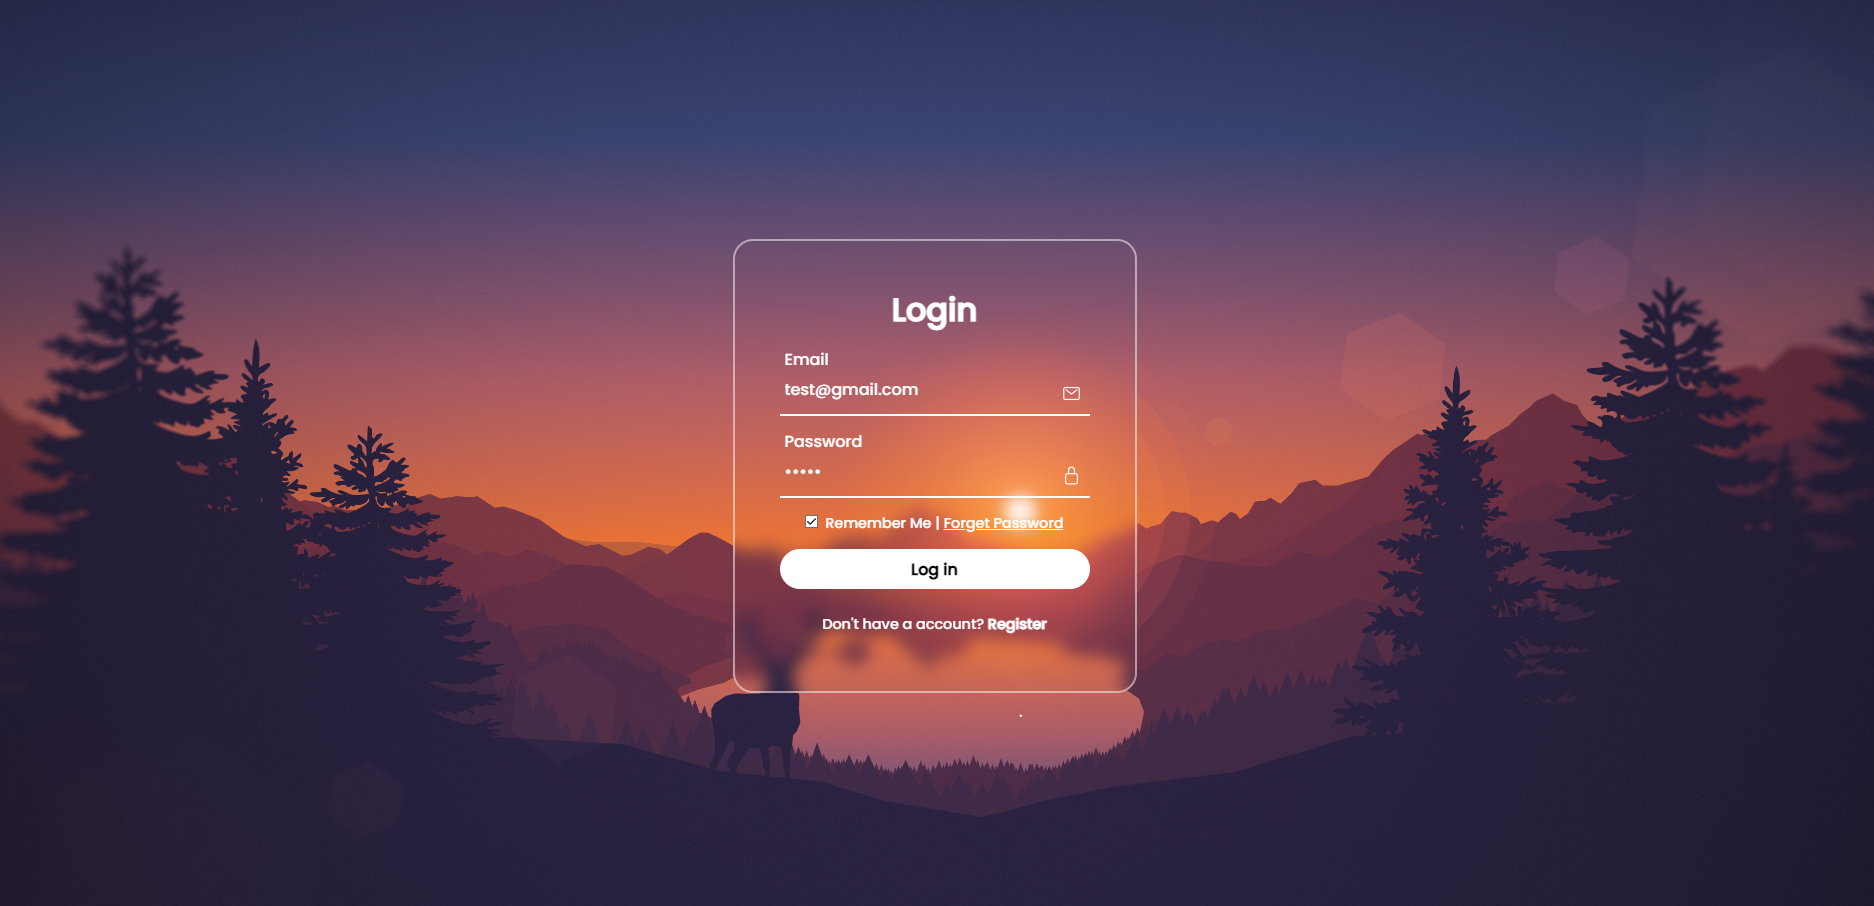 Login
Email
test@gmail.com
Password
•••••
Remember Me | Forget Password
Log in
Don't have a account? Register